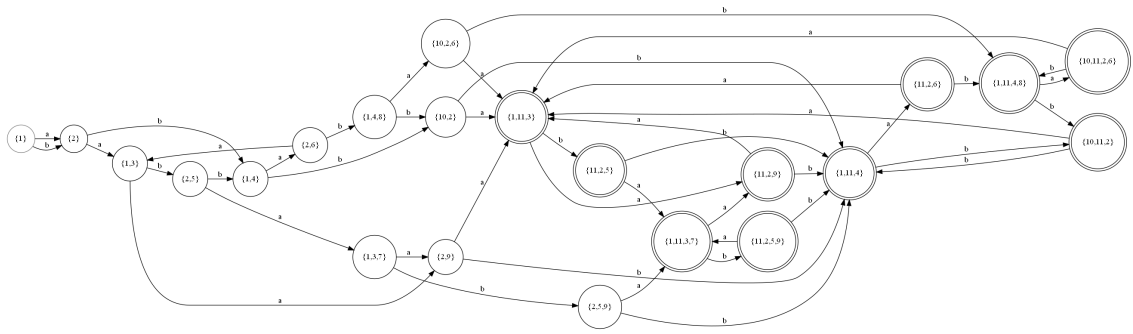 b
a
{10,11,2,6}
{10,2,6}
b
a
b
a
b
a
{1,11,4,8}
{11,2,6}
a
a
b
b
{1,4,8}
b
{10,2}
a
{1,11,3}
a
b
a
b
{1}
a
b
{2}
b
a
{2,6}
b
b
a
b
b
{10,11,2}
a
{1,3}
b
{2,5}
b
{1,4}
a
b
{11,2,5}
a
a
{11,2,9}
b
{1,11,4}
a
a
a
a
b
{1,3,7}
a
{2,9}
{1,11,3,7}
a
b
{11,2,5,9}
b
b
a
a
{2,5,9}
b